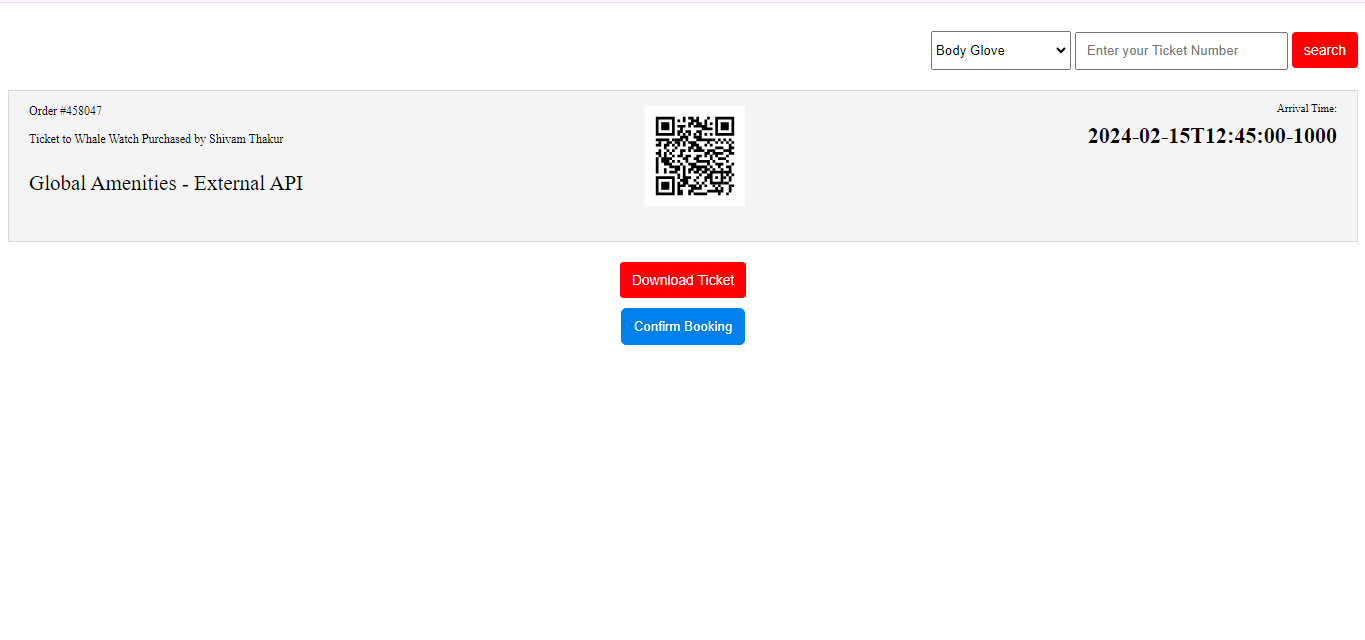 Body Glove
Enter your Ticket Number
search
Order #458047
Ticket to Whale Watch Purchased by Shivam Thakur
Global Amenities - External API
Arrival Time:
2024-02-15T12:45:00-1000
Download Ticket
Confirm Booking